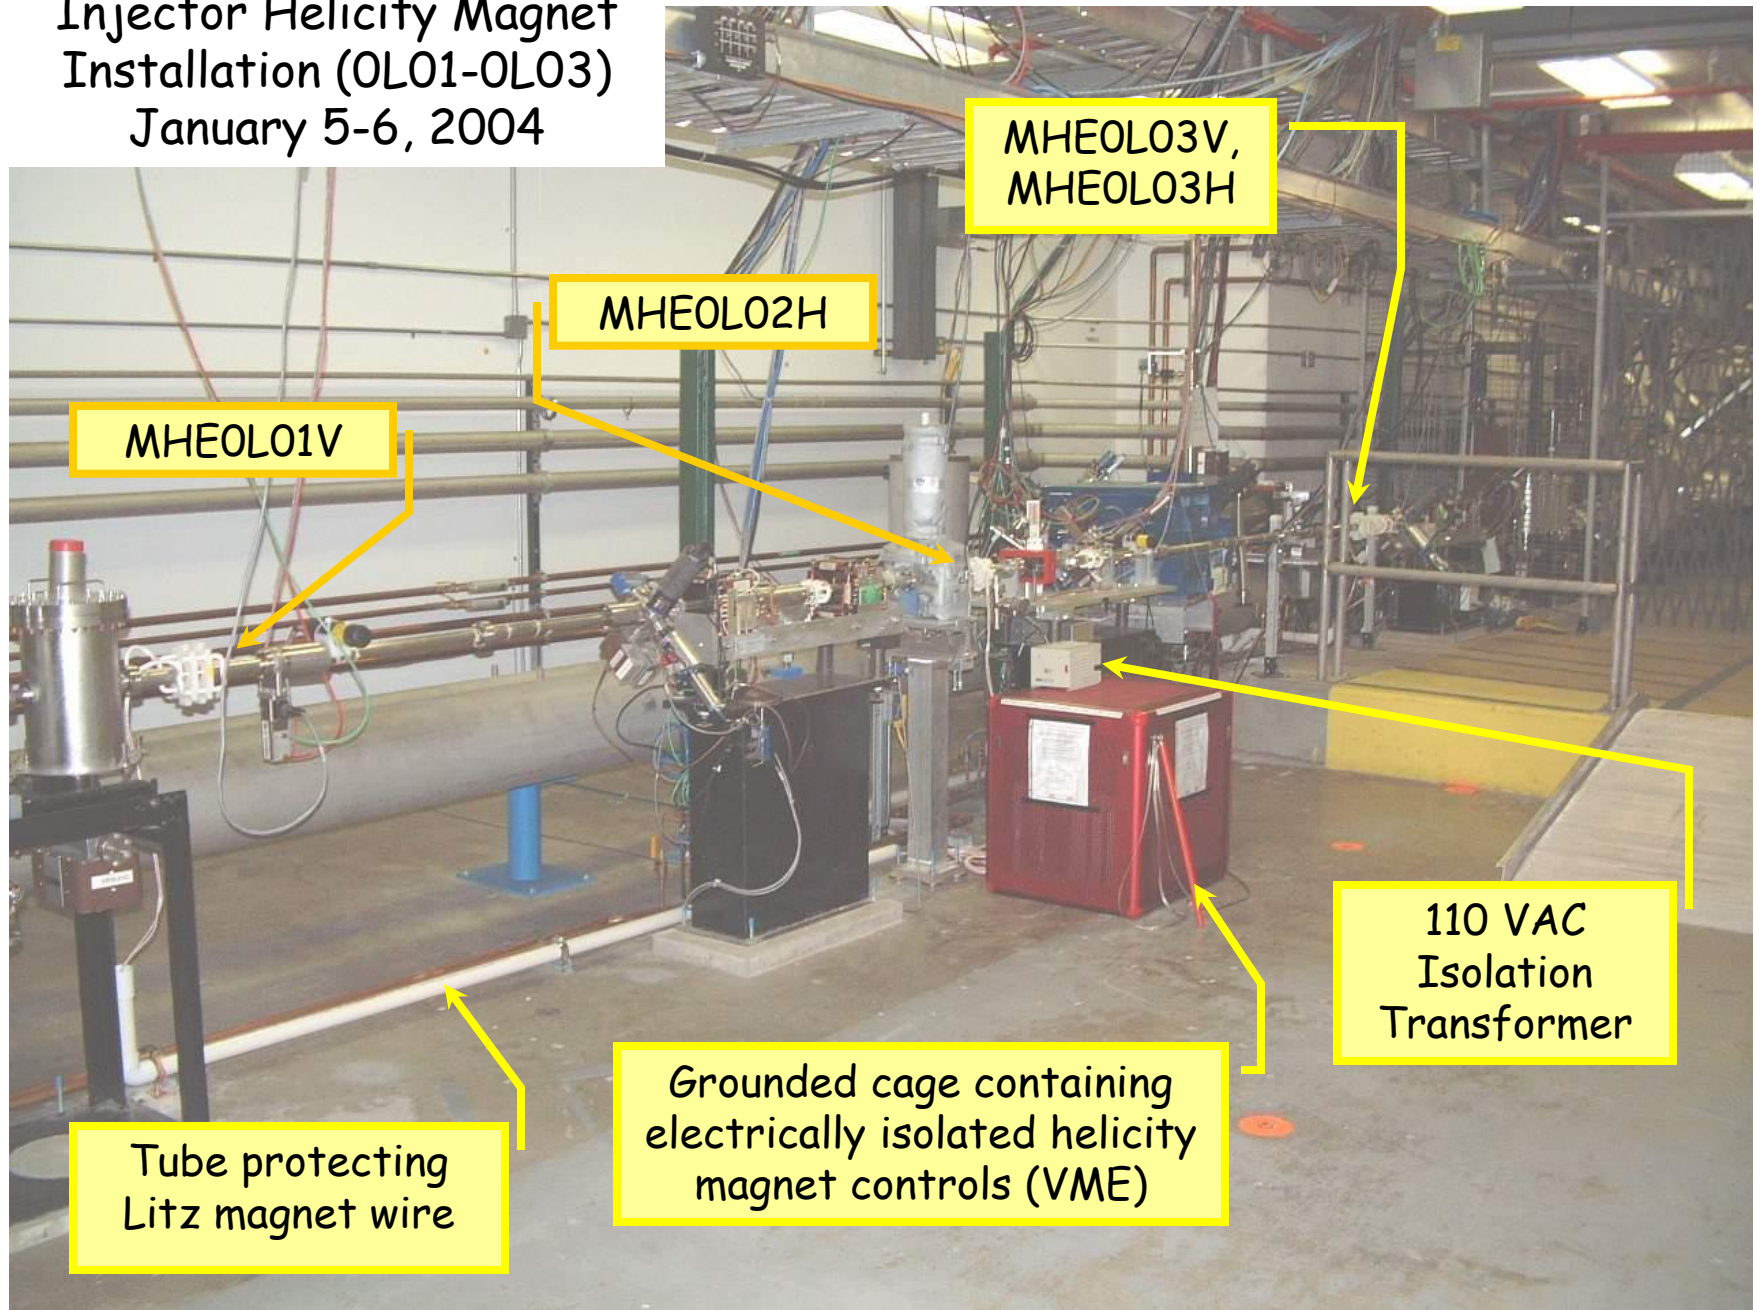 Injector Helicity Magnet
Installation (0L01-0L03)
January 5-6, 2004
MHE0L03V,
MHE0L03H
MHE0L02H
MHE0L01V
110 VAC
Isolation
Transformer
Grounded cage containing
electrically isolated helicity
magnet controls (VME)
Tube protecting
Litz magnet wire